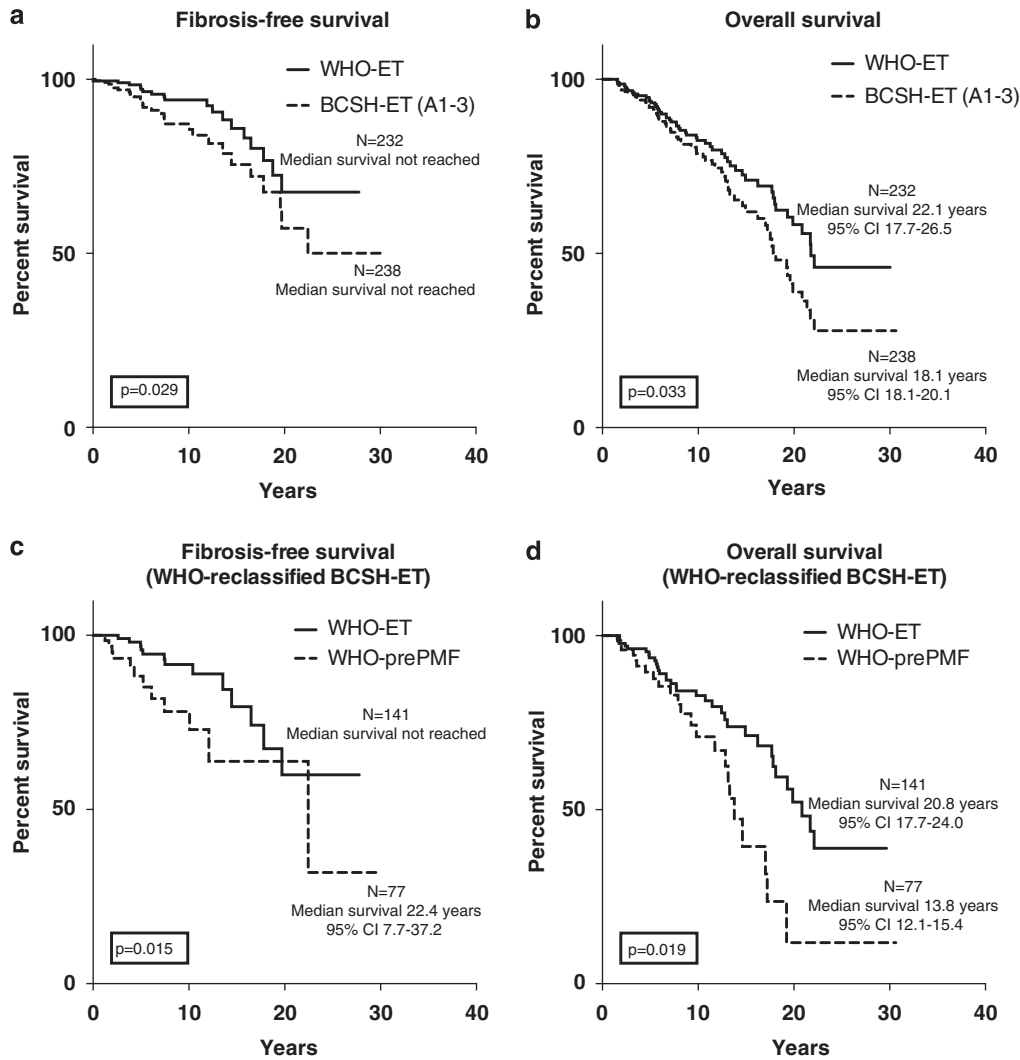 a
Fibrosis-free survival
WHO-ET
BCSH-ET (A1-3)
N=232
Median survival not reached
N=238
Median survival not reached
p=0.029
Percent survival
100
50
0
0 10 20 30 40
Years
b
Overall survival
WHO-ET
BCSH-ET (A1-3)
N=232
Median survival 22.1 years
95% CI 17.7-26.5
N=238
Median survival 18.1 years
95% CI 18.1-20.1
p=0.033
Percent survival
100
50
0
0 10 20 30 40
Years
c
Fibrosis-free survival
(WHO-reclassified BCSH-ET)
WHO-ET
WHO-prePMF
N=141
Median survival not reached
N=77
Median survival 22.4 years
95% CI 7.7-37.2
p=0.015
Percent survival
100
50
0
0 10 20 30 40
Years
d
Overall survival
(WHO-reclassified BCSH-ET)
WHO-ET
WHO-prePMF
N=141
Median survival 20.8 years
95% CI 17.7-24.0
N=77
Median survival 13.8 years
95% CI 12.1-15.4
p=0.019
Percent survival
100
50
0
0 10 20 30 40
Years